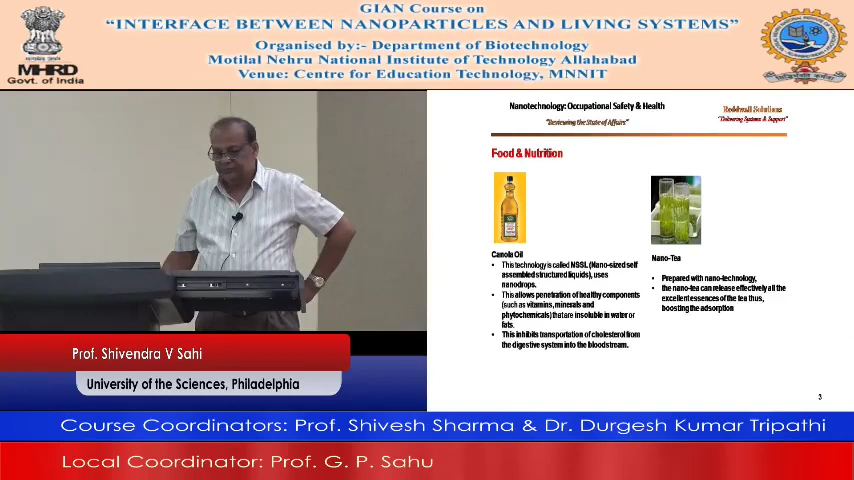 GIAN Course on
“INTERFACE BETWEEN NANOPARTICLES AND LIVING SYSTEMS”
Organised by:- Department of Biotechnology
Motilal Nehru National Institute of Technology Allahabad
Venue: Centre for Education Technology, MNNIT
MHRD
Govt. of India
Nanotechnology: Occupational Safety & Health
"Reviewing the State of Affairs"
Reddwall Solutions
"Delivering Systems & Support"
Food & Nutrition
Canola Oil
• This technology is called NSSL (Nano-sized self
assembled structured liquids), uses
nanodrops.
• This allows penetration of healthy components
(such as vitamins, minerals and
phytochemicals) that are insoluble in water or
fats.
• This inhibits transportation of cholesterol from
the digestive system into the bloodstream.
Nano-Tea
• Prepared with nano-technology,
• the nano-tea can release effectively all the
excellent essences of the tea thus,
boosting the adsorption
3
Prof. Shivendra V Sahi
University of the Sciences, Philadelphia
Course Coordinators: Prof. Shivesh Sharma & Dr. Durgesh Kumar Tripathi
Local Coordinator: Prof. G. P. Sahu